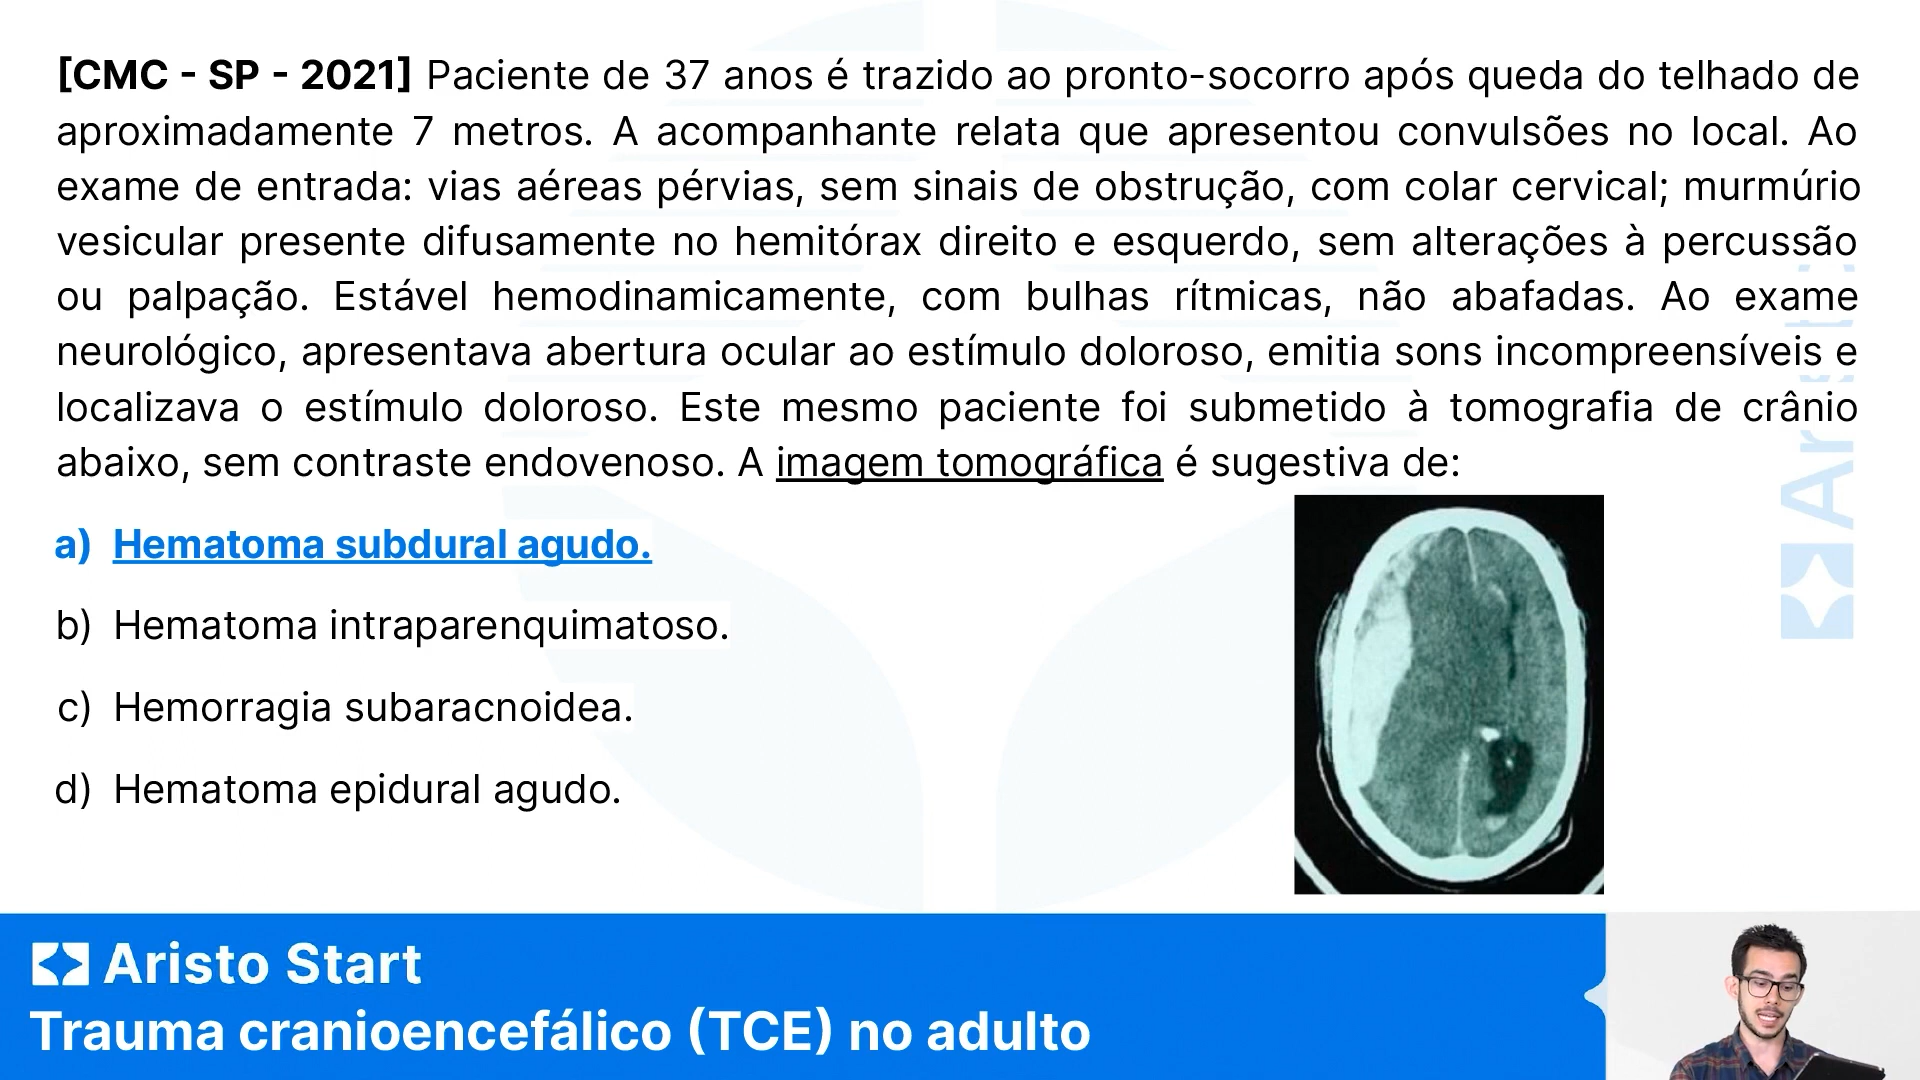 [CMC - SP - 2021] Paciente de 37 anos é trazido ao pronto-socorro após queda do telhado de
aproximadamente 7 metros. A acompanhante relata que apresentou convulsões no local. Ao
exame de entrada: vias aéreas pérvias, sem sinais de obstrução, com colar cervical; murmúrio
vesicular presente difusamente no hemitórax direito e esquerdo, sem alterações à percussão
ou palpação. Estável hemodinamicamente, com bulhas rítmicas, não abafadas. Ao exame
neurológico, apresentava abertura ocular ao estímulo doloroso, emitia sons incompreensíveis e
localizava o estímulo doloroso. Este mesmo paciente foi submetido à tomografia de crânio
abaixo, sem contraste endovenoso. A imagem tomográfica é sugestiva de:
a) Hematoma subdural agudo.
b) Hematoma intraparenquimatoso.
c) Hemorragia subaracnoidea.
d) Hematoma epidural agudo.
Aristo
Aristo Start
Trauma cranioencefálico (TCE) no adulto